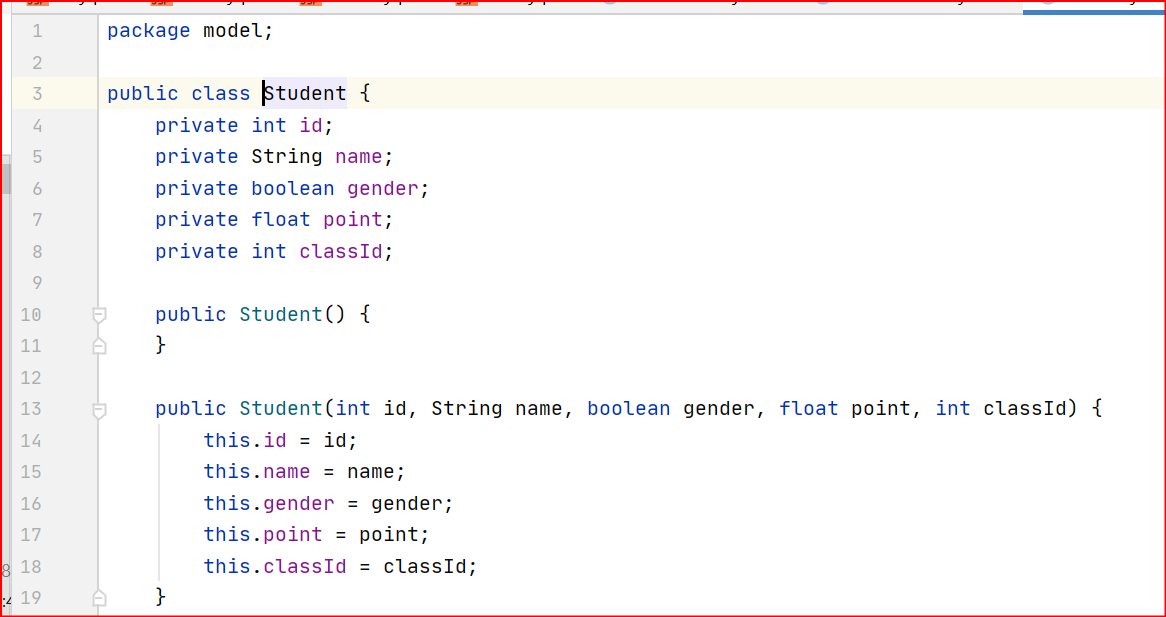 1 package model;
2
3 public class Student {
4 private int id;
5 private String name;
6 private boolean gender;
7 private float point;
8 private int classId;
9
10 public Student() {
11 }
12
13 public Student(int id, String name, boolean gender, float point, int classId) {
14 this.id = id;
15 this.name = name;
16 this.gender = gender;
17 this.point = point;
18 this.classId = classId;
19 }